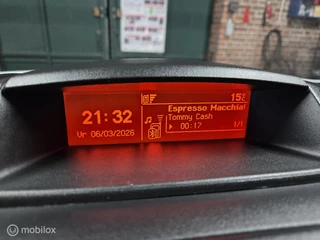 15°C
21:32
Vr 06/03/2026
Espresso Macchiat
Tommy Cash
00:17
1/1
© mobilox